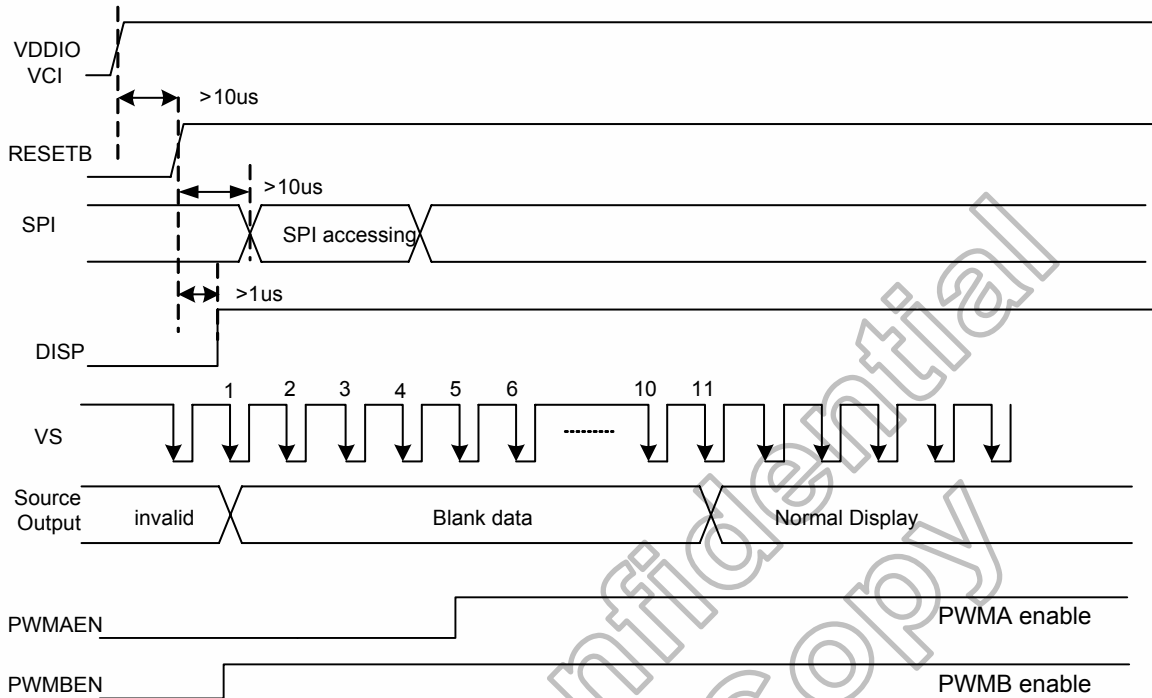 VDDIO
VCI
>10us
RESETB
>10us
SPI
SPI accessing
>1us
DISP
1 2 3 4 5 6 10 11
VS
Source
Output
invalid
Blank data
Normal Display
PWMAEN
PWMA enable
PWMBEN
PWMB enable